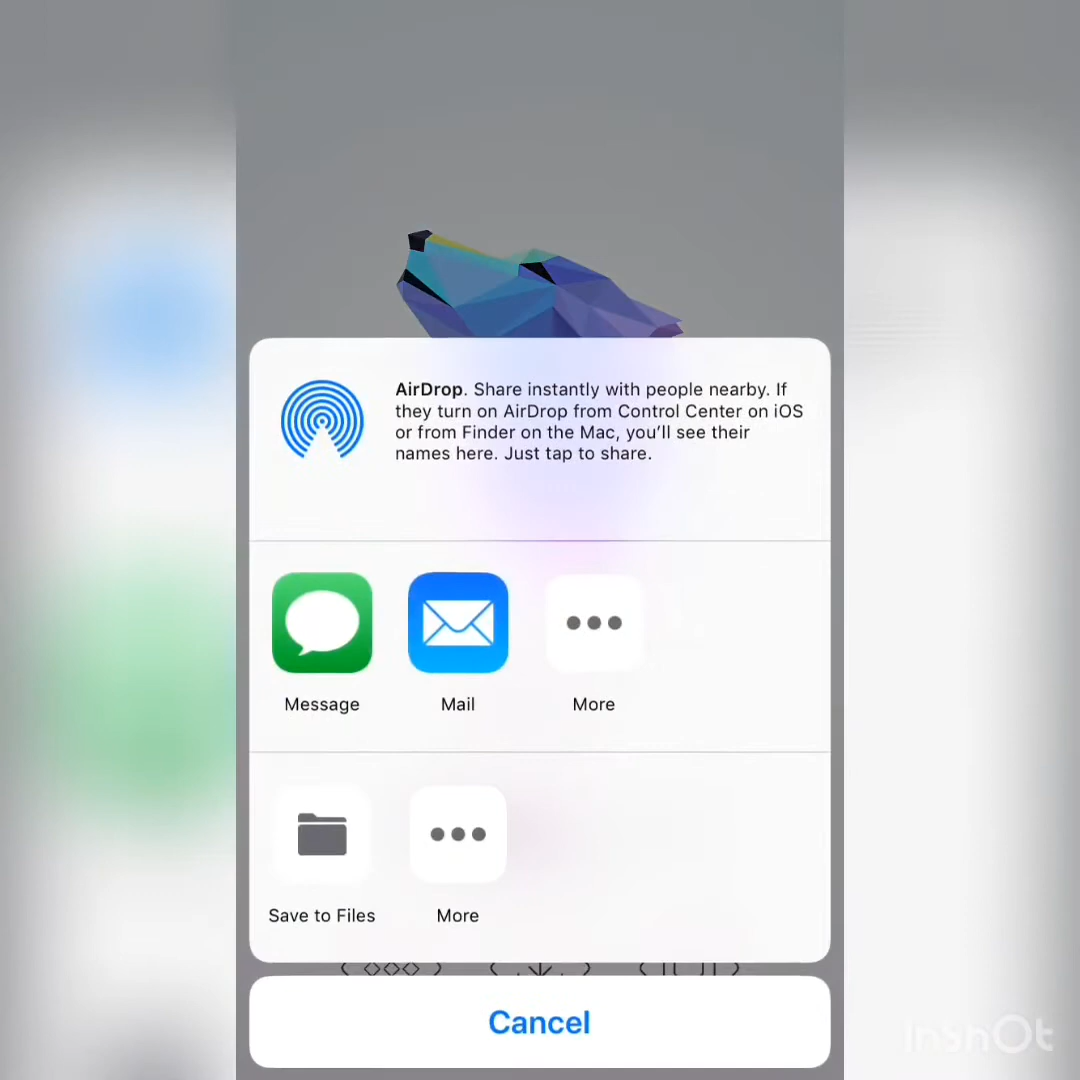 AirDrop. Share instantly with people nearby. If
they turn on AirDrop from Control Center on iOS
or from Finder on the Mac, you’ll see their
names here. Just tap to share.
Message
Mail
More
Save to Files
More
Cancel
InShOt